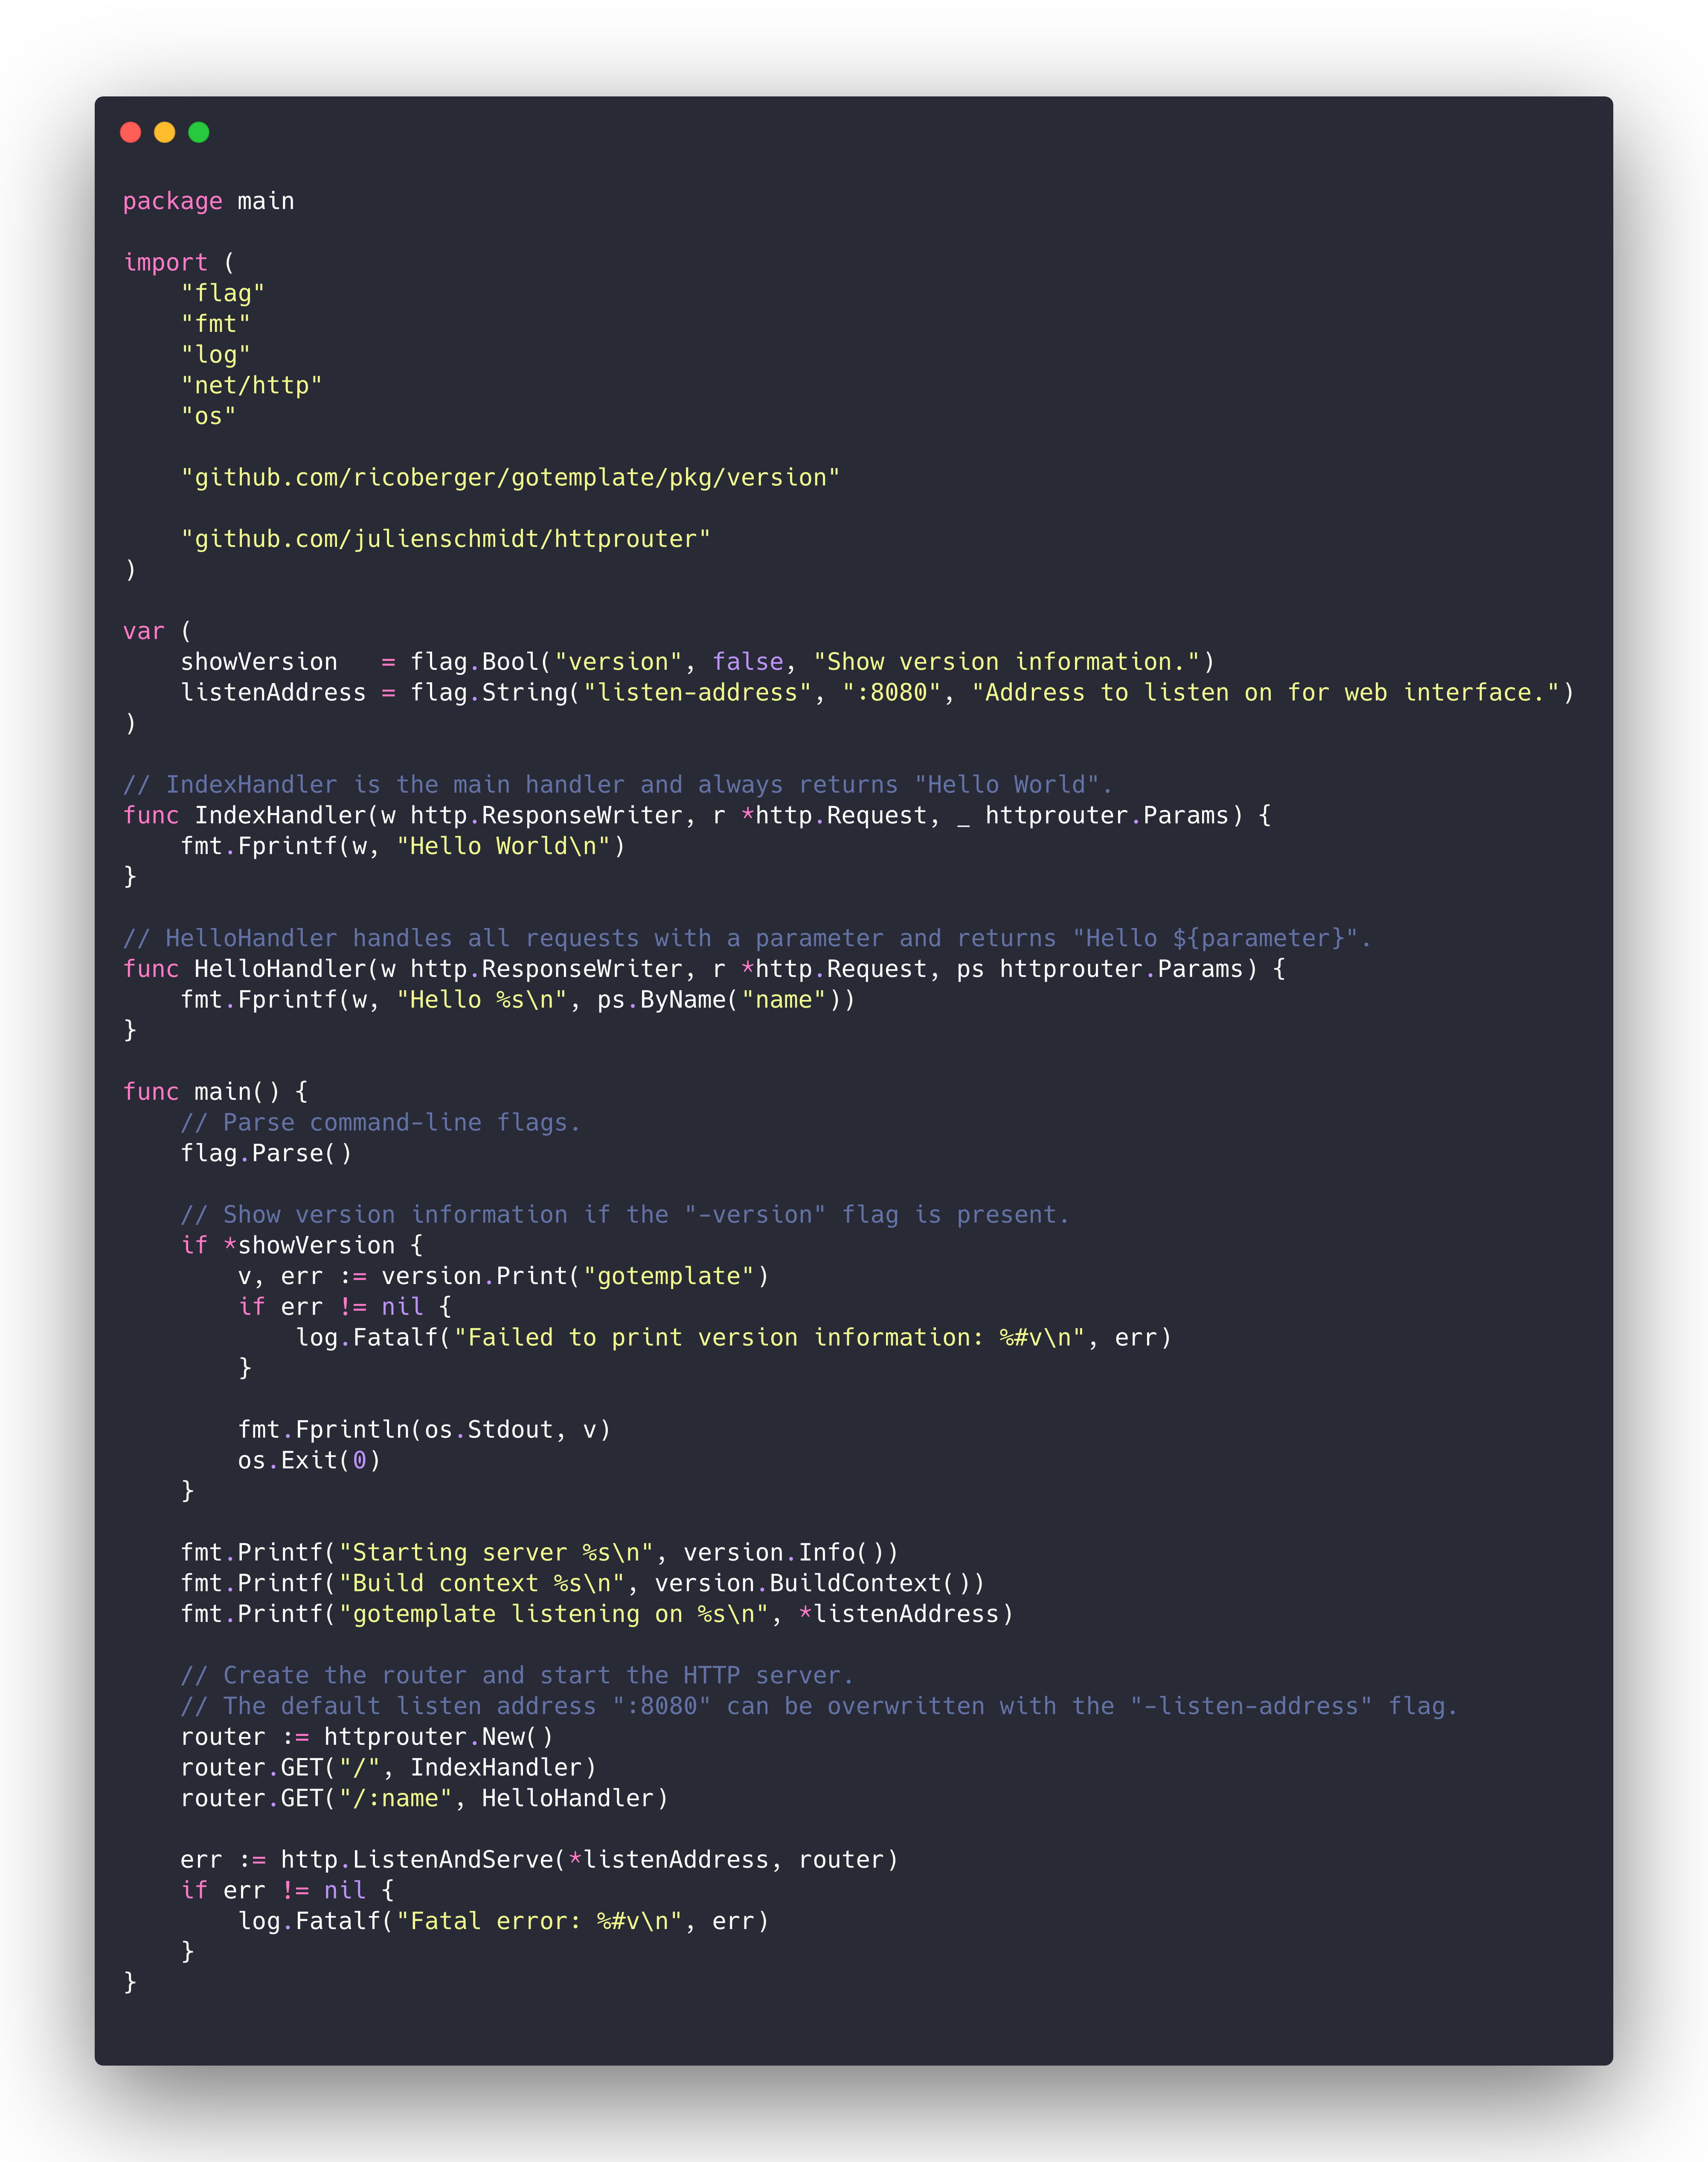 package main

import (
    "flag"
    "fmt"
    "log"
    "net/http"
    "os"

    "github.com/ricoberger/gotemplate/pkg/version"

    "github.com/julienschmidt/httprouter"
)

var (
    showVersion   = flag.Bool("version", false, "Show version information.")
    listenAddress = flag.String("listen-address", ":8080", "Address to listen on for web interface.")
)

// IndexHandler is the main handler and always returns "Hello World".
func IndexHandler(w http.ResponseWriter, r *http.Request, _ httprouter.Params) {
    fmt.Fprintf(w, "Hello World\n")
}

// HelloHandler handles all requests with a parameter and returns "Hello ${parameter}".
func HelloHandler(w http.ResponseWriter, r *http.Request, ps httprouter.Params) {
    fmt.Fprintf(w, "Hello %s\n", ps.ByName("name"))
}

func main() {
    // Parse command-line flags.
    flag.Parse()

    // Show version information if the "-version" flag is present.
    if *showVersion {
        v, err := version.Print("gotemplate")
        if err != nil {
            log.Fatalf("Failed to print version information: %#v\n", err)
        }

        fmt.Fprintln(os.Stdout, v)
        os.Exit(0)
    }

    fmt.Printf("Starting server %s\n", version.Info())
    fmt.Printf("Build context %s\n", version.BuildContext())
    fmt.Printf("gotemplate listening on %s\n", *listenAddress)

    // Create the router and start the HTTP server.
    // The default listen address ":8080" can be overwritten with the "-listen-address" flag.
    router := httprouter.New()
    router.GET("/", IndexHandler)
    router.GET("/:name", HelloHandler)

    err := http.ListenAndServe(*listenAddress, router)
    if err != nil {
        log.Fatalf("Fatal error: %#v\n", err)
    }
}